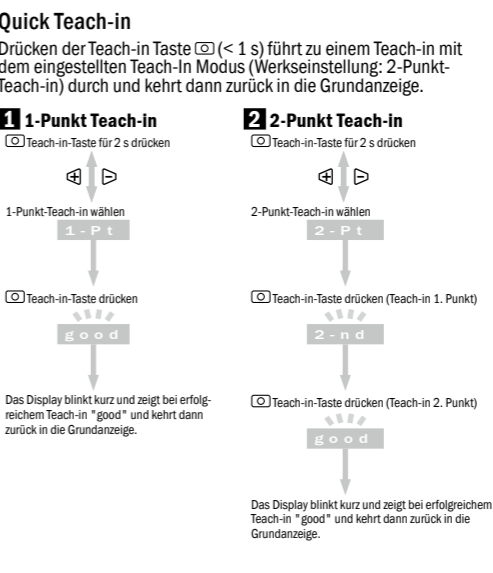 Quick Teach-in
Drücken der Teach-in Taste (< 1 s) führt zu einem Teach-in mit
dem eingestellten Teach-In Modus (Werkseinstellung: 2-Punkt-
Teach-in) durch und kehrt dann zurück in die Grundanzeige.
1 1-Punkt Teach-in
Teach-in-Taste für 2 s drücken
+ -
1-Punkt-Teach-in wählen
1-Pt
Teach-in-Taste drücken
good
Das Display blinkt kurz und zeigt bei erfolg-
reichem Teach-in "good" und kehrt dann
zurück in die Grundanzeige.
2 2-Punkt Teach-in
Teach-in-Taste für 2 s drücken
+ -
2-Punkt-Teach-in wählen
2-Pt
Teach-in-Taste drücken (Teach-in 1. Punkt)
2-nd
Teach-in-Taste drücken (Teach-in 2. Punkt)
good
Das Display blinkt kurz und zeigt bei erfolgreichem
Teach-in "good" und kehrt dann zurück in die
Grundanzeige.